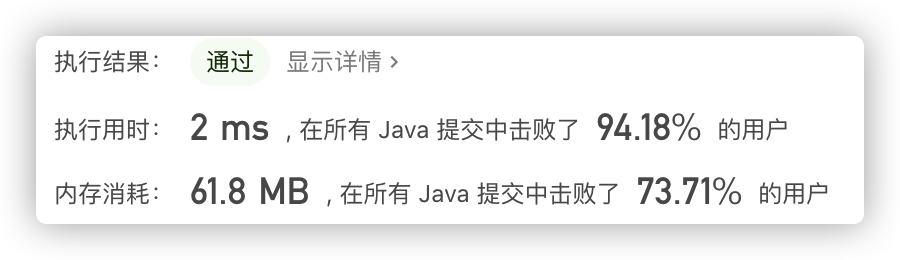 执行结果： 通过 显示详情 >
执行用时： 2 ms , 在所有 Java 提交中击败了 94.18% 的用户
内存消耗： 61.8 MB , 在所有 Java 提交中击败了 73.71% 的用户